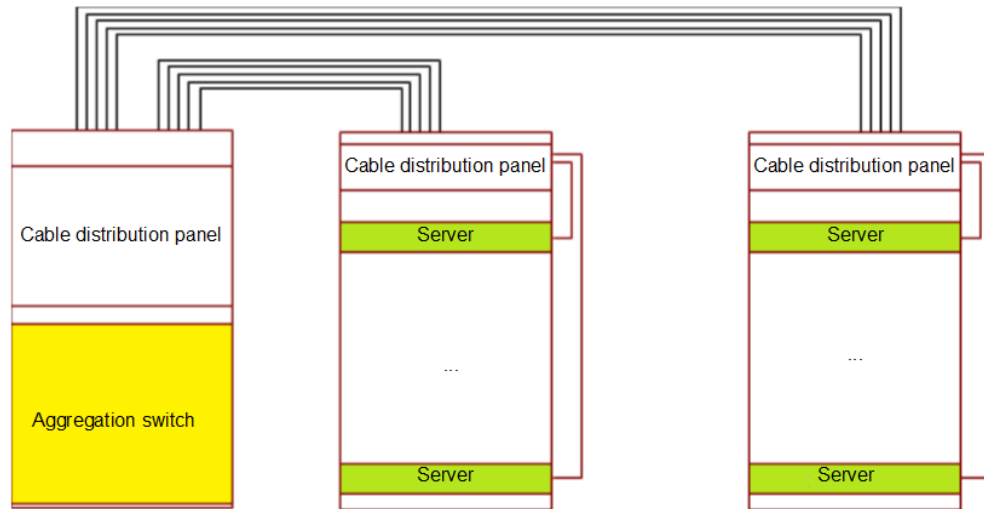 Cable distribution panel
Cable distribution panel
Cable distribution panel
Server
Server
...
...
Aggregation switch
Server
Server